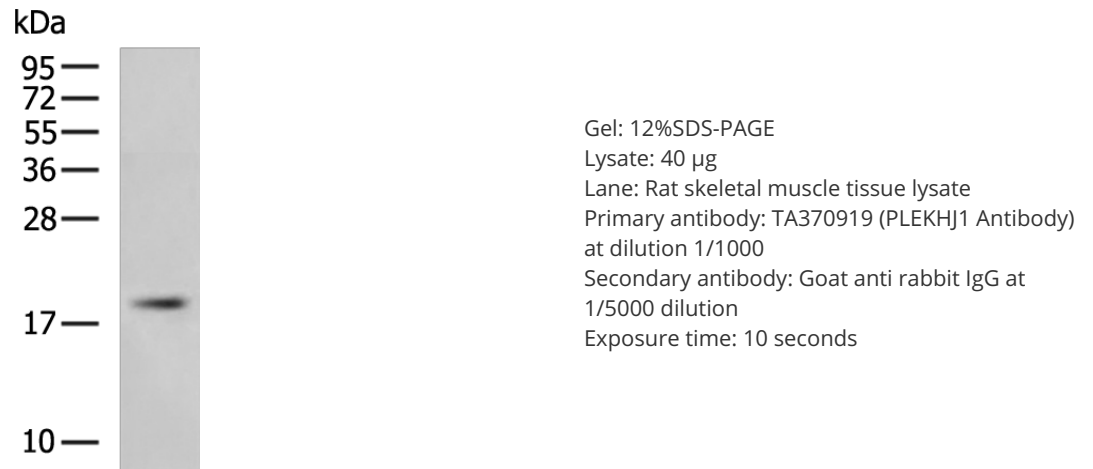 kDa
95
72
55
36
28
17
10
Gel: 12%SDS-PAGE
Lysate: 40 µg
Lane: Rat skeletal muscle tissue lysate
Primary antibody: TA370919 (PLEKHJ1 Antibody)
at dilution 1/1000
Secondary antibody: Goat anti rabbit IgG at
1/5000 dilution
Exposure time: 10 seconds